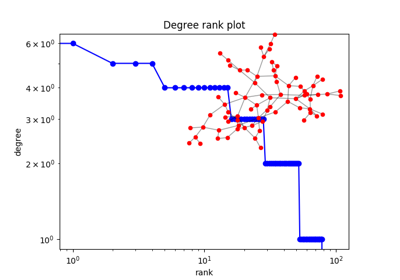 Degree rank plot
6 × 10⁰
4 × 10⁰
3 × 10⁰
2 × 10⁰
10⁰
degree
10⁰ 10¹ 10²
rank